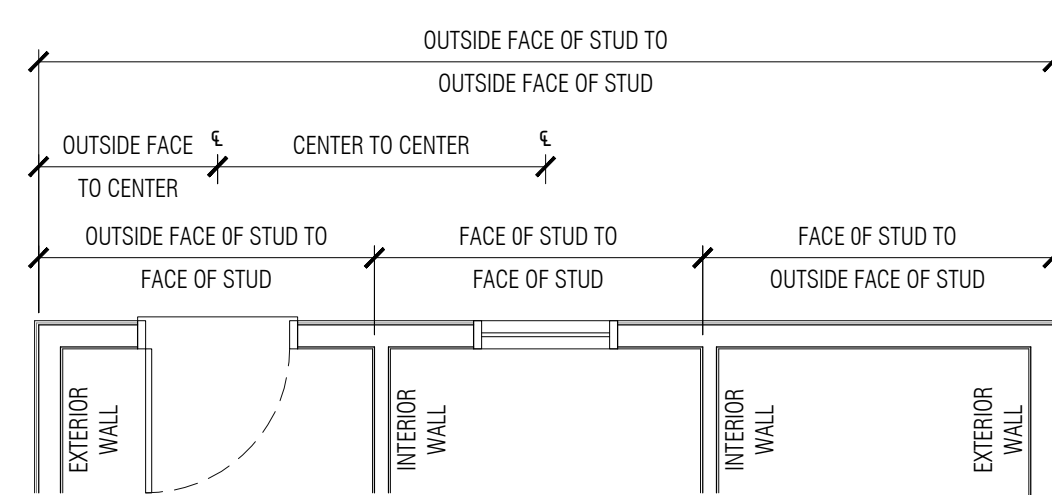 OUTSIDE FACE OF STUD TO
OUTSIDE FACE OF STUD
OUTSIDE FACE
℄
CENTER TO CENTER
℄
TO CENTER
OUTSIDE FACE OF STUD TO
FACE OF STUD
FACE OF STUD TO
FACE OF STUD
FACE OF STUD TO
OUTSIDE FACE OF STUD
EXTERIOR
WALL
INTERIOR
WALL
INTERIOR
WALL
EXTERIOR
WALL